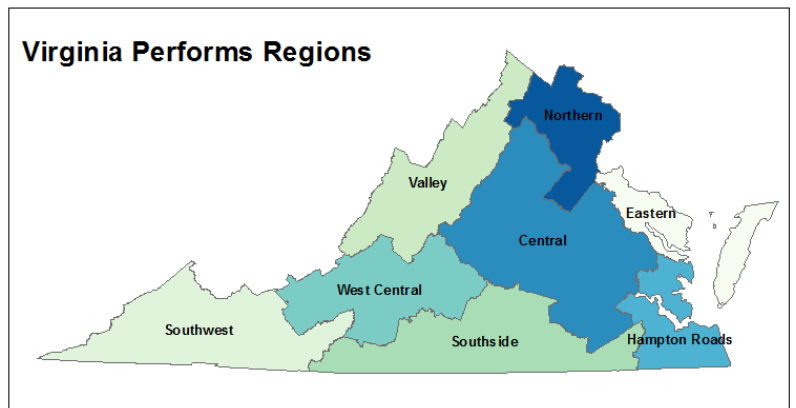 Virginia Performs Regions
Northern
Valley
Eastern
Central
West Central
Southwest
Southside
Hampton Roads